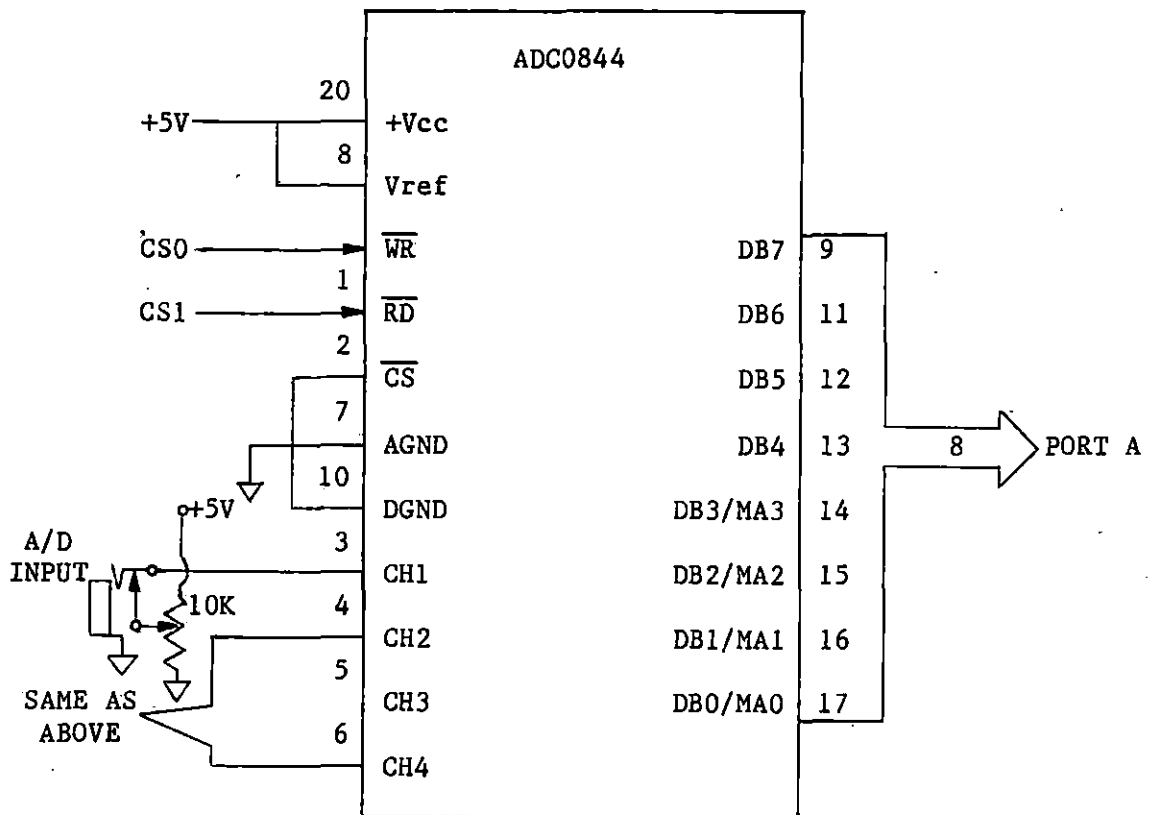 ADC0844
20
+5V
+Vcc
8
Vref
CS0
WR
1
CS1
RD
2
CS
7
AGND
10
+5V
DGND
3
A/D
INPUT
CH1
10K
4
CH2
5
SAME AS
ABOVE
CH3
6
CH4
DB7 9
DB6 11
DB5 12
DB4 13
8
PORT A
DB3/MA3 14
DB2/MA2 15
DB1/MA1 16
DB0/MA0 17